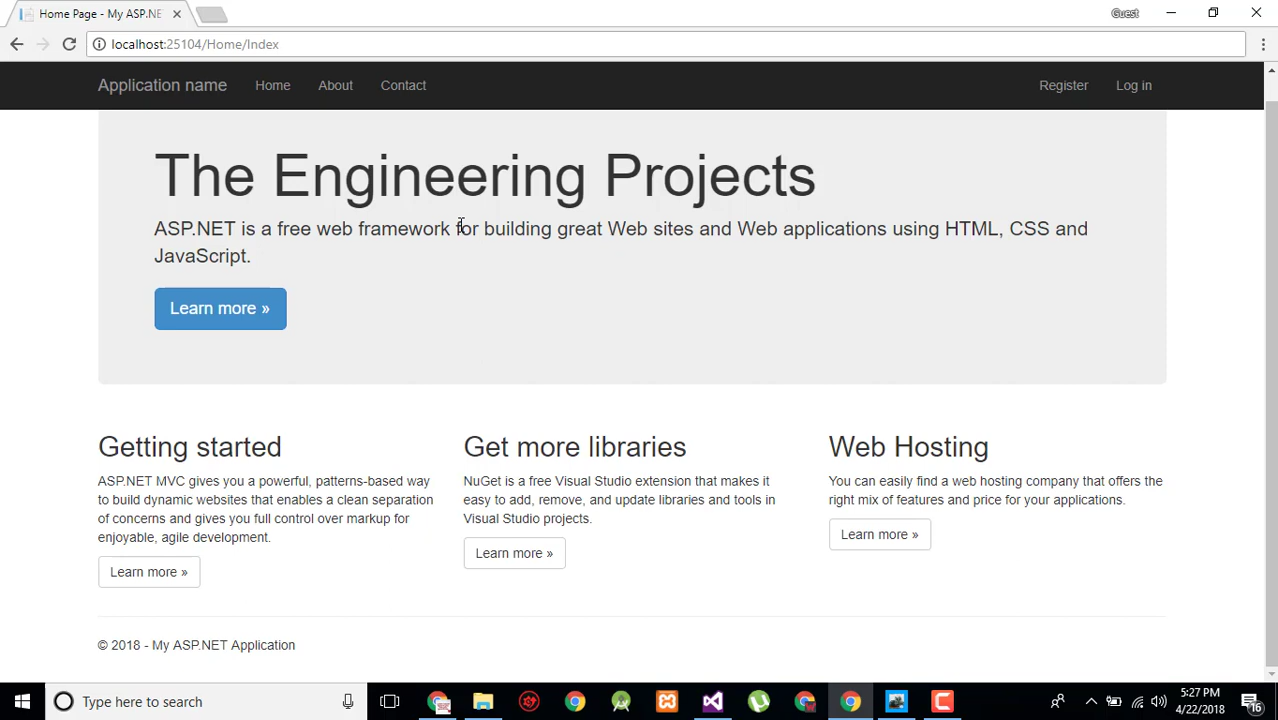 Home Page - My ASP.NE
Guest
localhost:25104/Home/Index
Application name Home About Contact Register Log in
The Engineering Projects
ASP.NET is a free web framework for building great Web sites and Web applications using HTML, CSS and
JavaScript.
Learn more »
Getting started
ASP.NET MVC gives you a powerful, patterns-based way
to build dynamic websites that enables a clean separation
of concerns and gives you full control over markup for
enjoyable, agile development.
Learn more »
Get more libraries
NuGet is a free Visual Studio extension that makes it
easy to add, remove, and update libraries and tools in
Visual Studio projects.
Learn more »
Web Hosting
You can easily find a web hosting company that offers the
right mix of features and price for your applications.
Learn more »
© 2018 - My ASP.NET Application
Type here to search
5:27 PM
4/22/2018
16